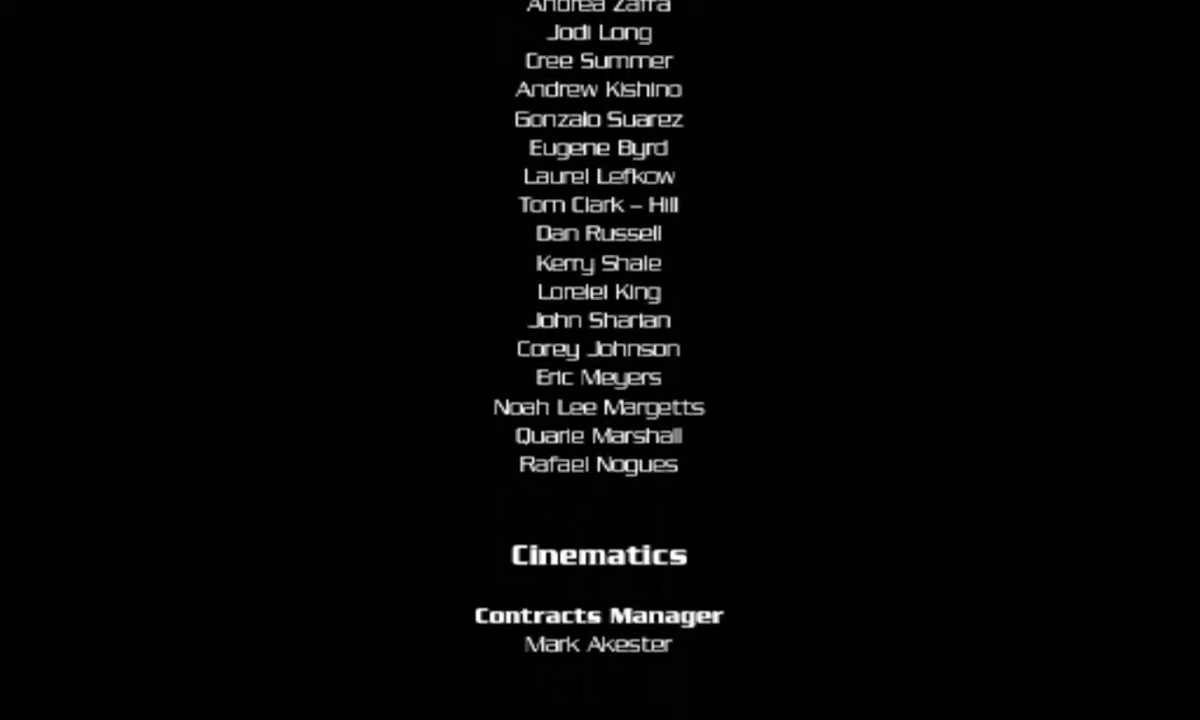 Andrea Zafra
Jodi Long
Cree Summer
Andrew Kishino
Gonzalo Suarez
Eugene Byrd
Laurel Lefkow
Tom Clark – Hill
Dan Russell
Kerry Shale
Lorelei King
John Sharian
Corey Johnson
Eric Meyers
Noah Lee Margetts
Quarie Marshall
Rafael Nogues
Cinematics
Contracts Manager
Mark Akester